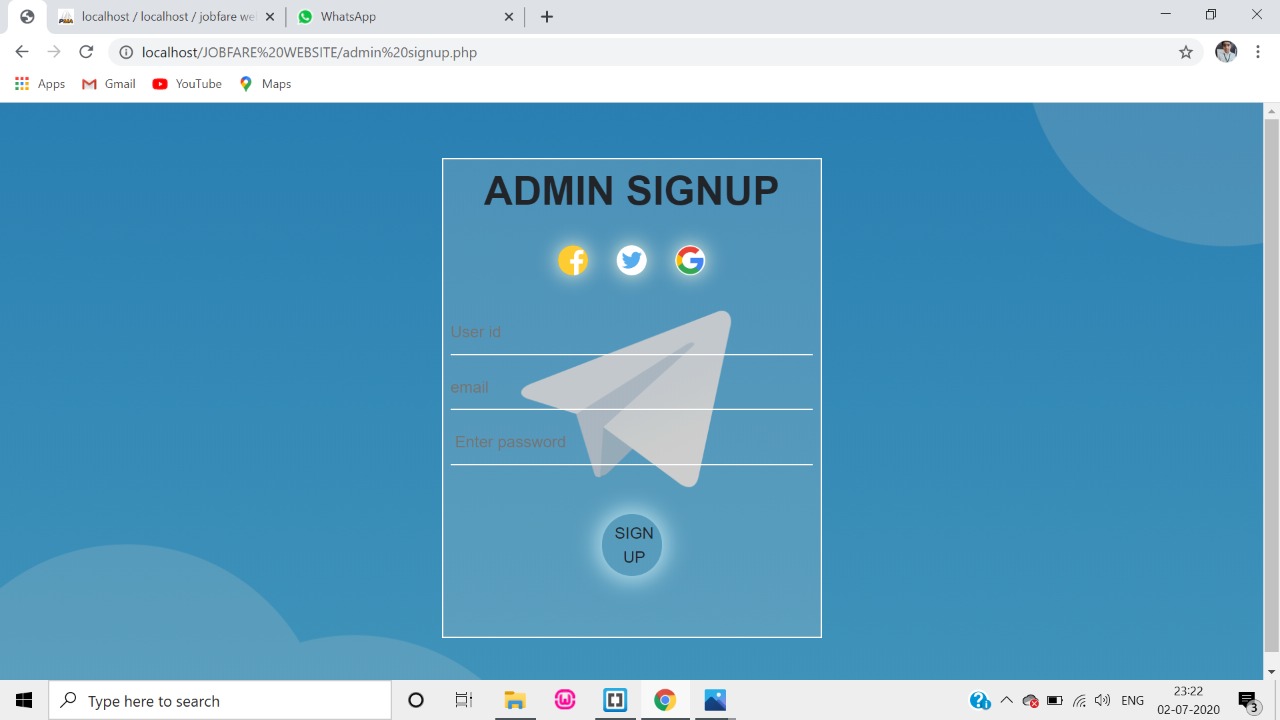 localhost / localhost / jobfare we
WhatsApp
localhost/JOBFARE%20WEBSITE/admin%20signup.php
Apps Gmail YouTube Maps
ADMIN SIGNUP
User id
email
Enter password
SIGN
UP
Type here to search
ENG
23:22
02-07-2020
3